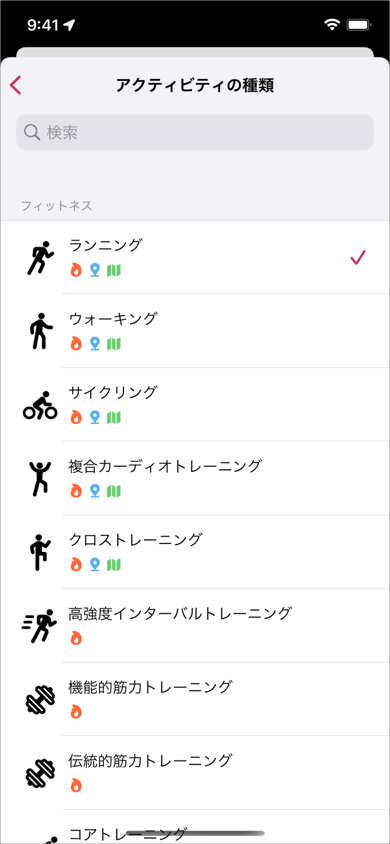 9:41
アクティビティの種類
検索
フィットネス
ランニング
ウォーキング
サイクリング
複合カーディオトレーニング
クロストレーニング
高強度インターバルトレーニング
機能的筋力トレーニング
伝統的筋力トレーニング
コアトレーニング